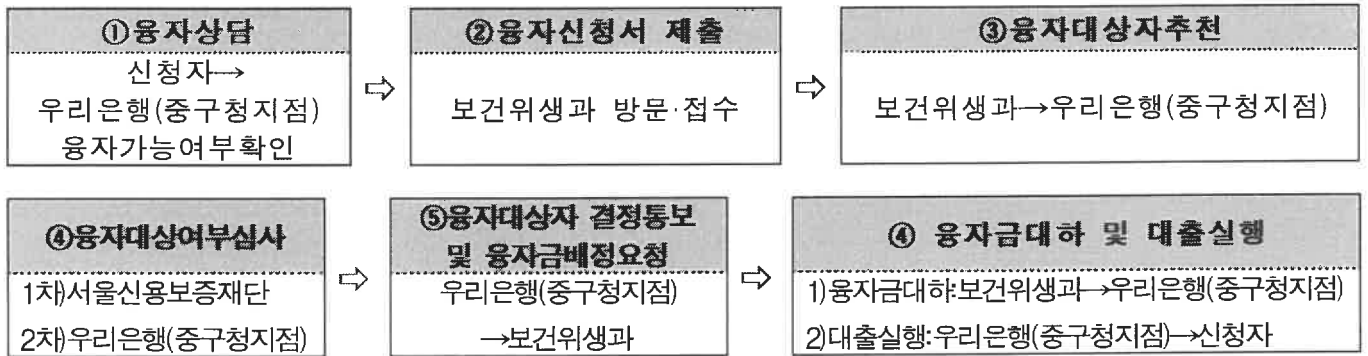 ①융자상담
신청자→
우리은행(중구청지점)
융자가능여부확인
②융자신청서 제출
보건위생과 방문·접수
③융자대상자추천
보건위생과→우리은행(중구청지점)
④융자대상여부심사
1차)서울신용보증재단
2차)우리은행(중구청지점)
⑤융자대상자 결정통보
및 융자금배정요청
우리은행(중구청지점)
→보건위생과
④ 융자금대하 및 대출실행
1)융자금대하:보건위생과→우리은행(중구청지점)
2)대출실행:우리은행(중구청지점)→신청자